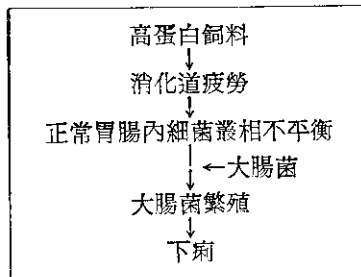 高蛋白飼料
消化道疲勞
正常胃腸內細菌叢相不平衡
←大腸菌
大腸菌繁殖
下痢